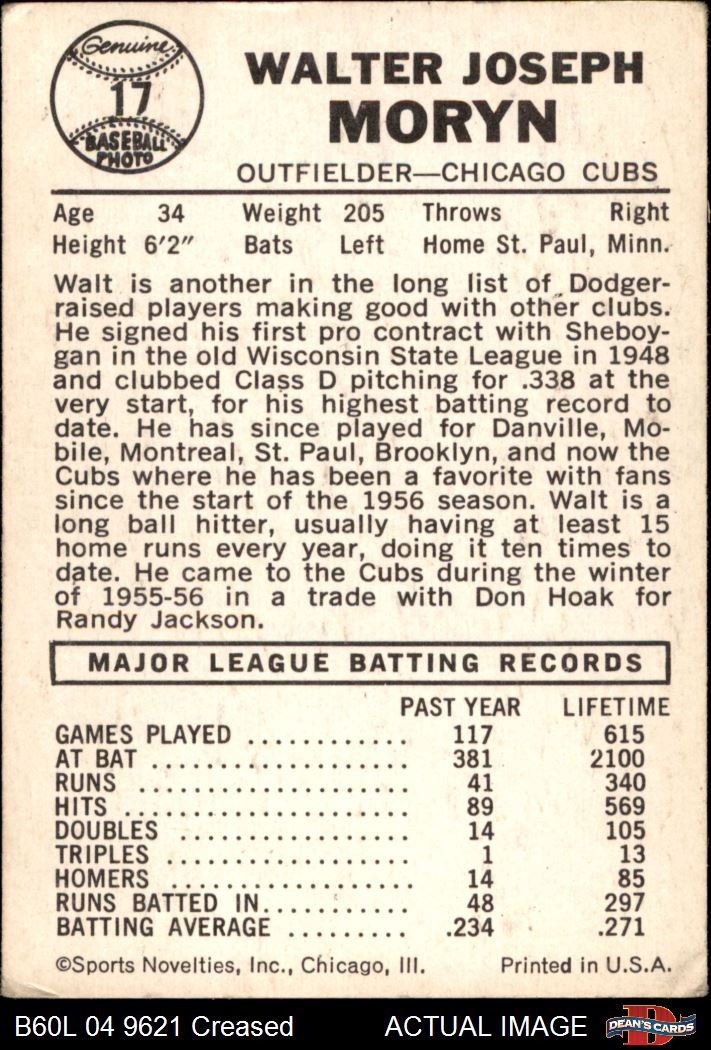 Genuine
17
BASEBALL
PHOTO
WALTER JOSEPH
MORYN
OUTFIELDER—CHICAGO CUBS
Age 34 Weight 205 Throws Right
Height 6'2" Bats Left Home St. Paul, Minn.
Walt is another in the long list of Dodger-
raised players making good with other clubs.
He signed his first pro contract with Sheboy-
gan in the old Wisconsin State League in 1948
and clubbed Class D pitching for .338 at the
very start, for his highest batting record to
date. He has since played for Danville, Mo-
bile, Montreal, St. Paul, Brooklyn, and now the
Cubs where he has been a favorite with fans
since the start of the 1956 season. Walt is a
long ball hitter, usually having at least 15
home runs every year, doing it ten times to
date. He came to the Cubs during the winter
of 1955-56 in a trade with Don Hoak for
Randy Jackson.
MAJOR LEAGUE BATTING RECORDS
PAST YEAR LIFETIME
GAMES PLAYED ............ 117 615
AT BAT .................... 381 2100
RUNS ..................... 41 340
HITS ...................... 89 569
DOUBLES .................. 14 105
TRIPLES ................... 1 13
HOMERS ................... 14 85
RUNS BATTED IN............ 48 297
BATTING AVERAGE ......... .234 .271
©Sports Novelties, Inc., Chicago, Ill. Printed in U.S.A.
B60L 04 9621 Creased ACTUAL IMAGE
D
DEAN'S CARDS